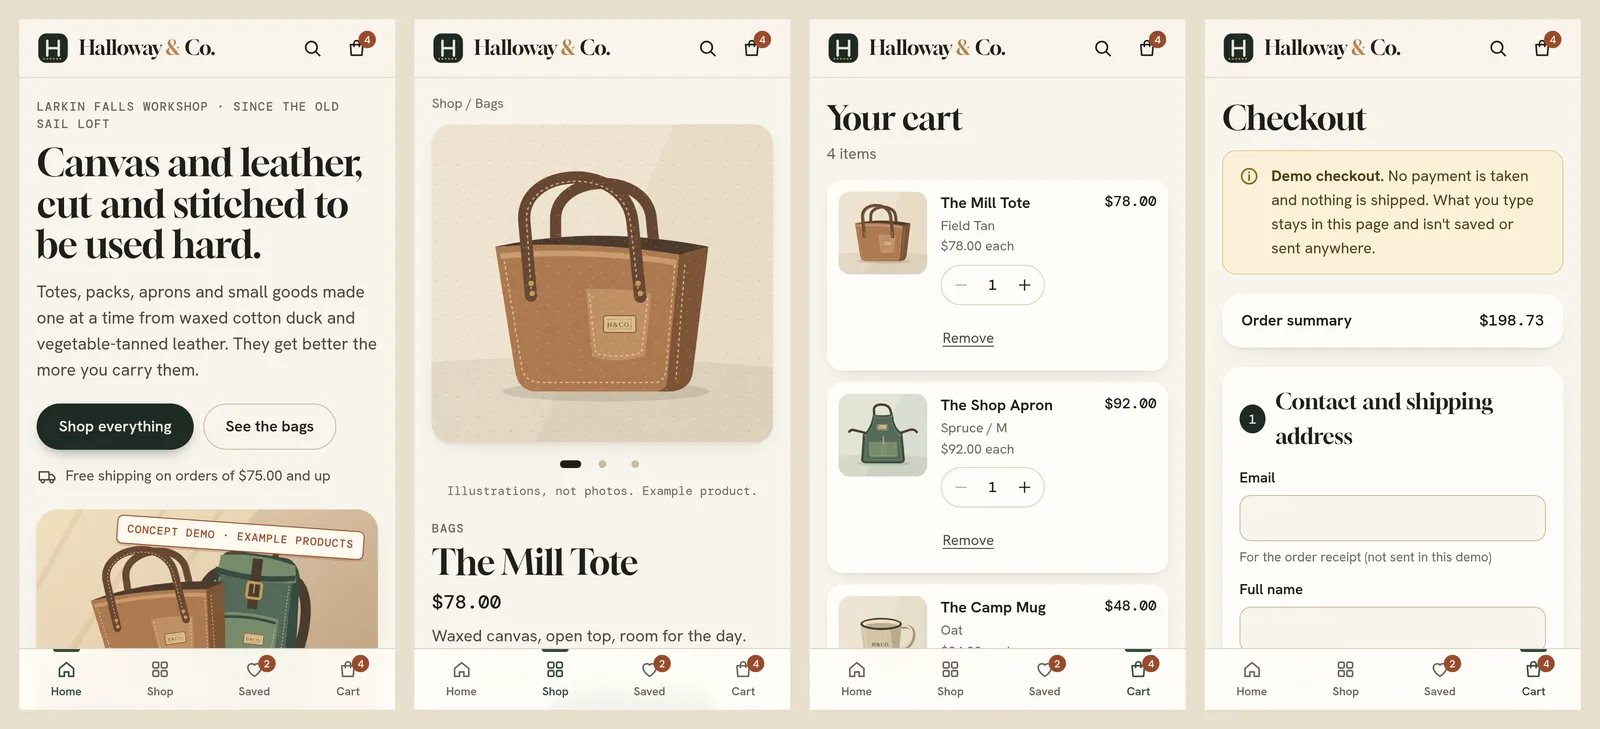 Halloway & Co.
4
LARKIN FALLS WORKSHOP · SINCE THE OLD
SAIL LOFT
Canvas and leather,
cut and stitched to
be used hard.
Totes, packs, aprons and small goods made
one at a time from waxed cotton duck and
vegetable-tanned leather. They get better the
more you carry them.
Shop everything
See the bags
Free shipping on orders of $75.00 and up
CONCEPT DEMO · EXAMPLE PRODUCTS
H&CO.
H&CO.
Home
Shop
2
Saved
4
Cart
H
Halloway & Co.
4
Shop / Bags
H&CO.
Illustrations, not photos. Example product.
BAGS
The Mill Tote
$78.00
Waxed canvas, open top, room for the day.
Home
Shop
2
Saved
4
Cart
H
Halloway & Co.
4
Your cart
4 items
The Mill Tote
$78.00
Field Tan
$78.00 each
1
Remove
The Shop Apron
$92.00
Spruce / M
$92.00 each
1
Remove
The Camp Mug
$48.00
Oat
H&CO.
Home
Shop
2
Saved
4
Cart
H
Halloway & Co.
4
Checkout
Demo checkout. No payment is taken
and nothing is shipped. What you type
stays in this page and isn't saved or
sent anywhere.
Order summary
$198.73
1
Contact and shipping
address
Email
For the order receipt (not sent in this demo)
Full name
Home
Shop
2
Saved
4
Cart